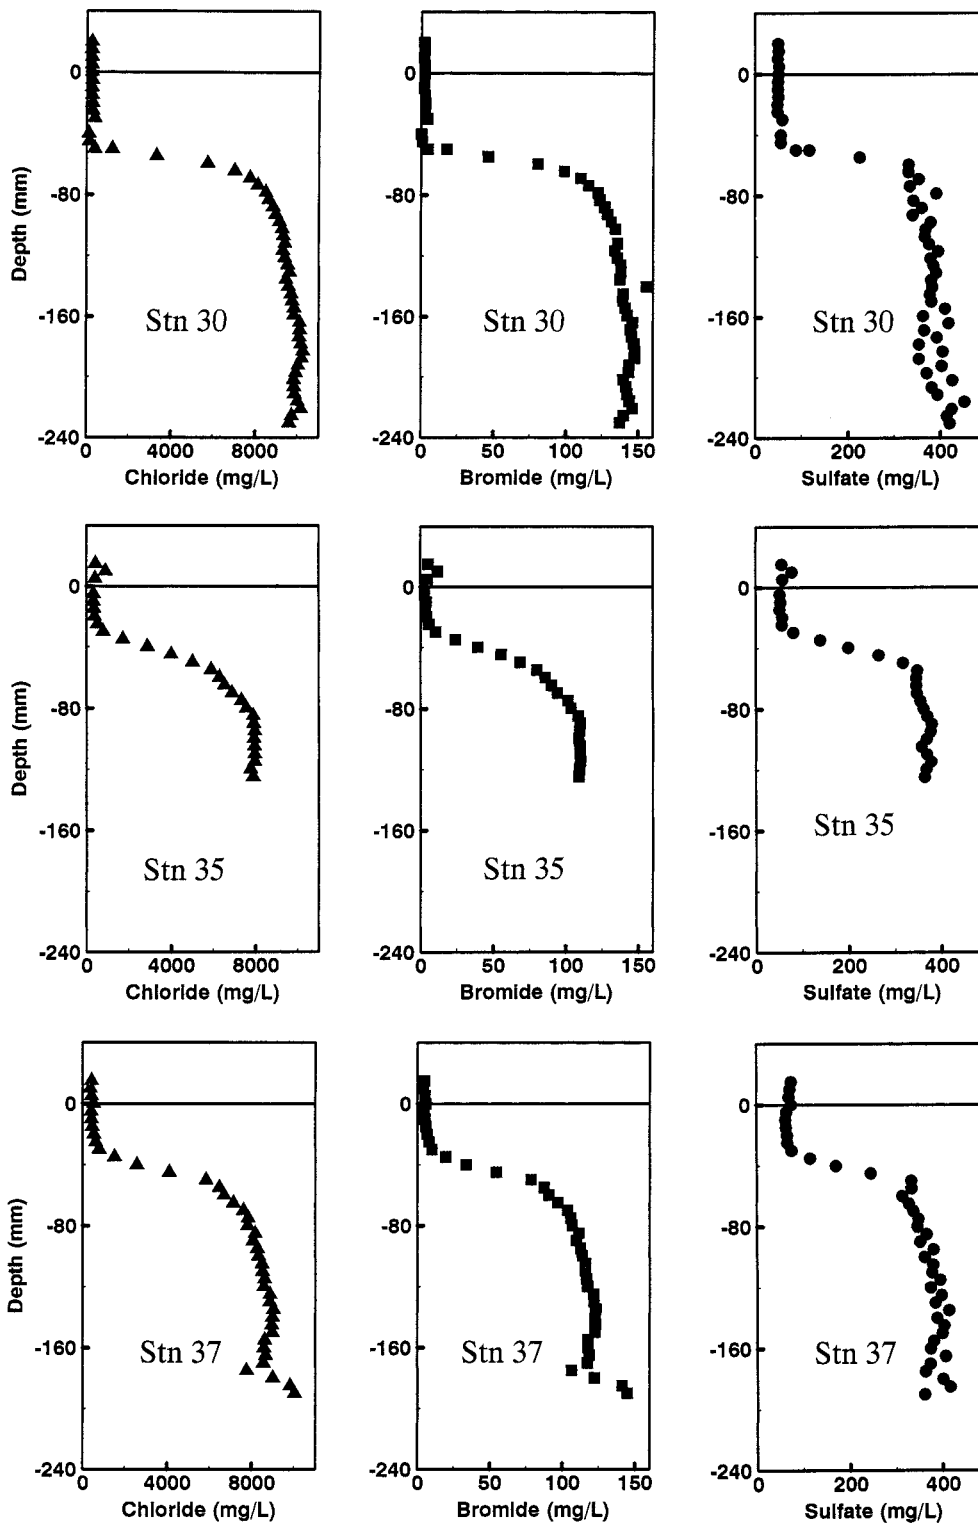 0
-80
-160
-240
Depth (mm)
Stn 30
0 4000 8000
Chloride (mg/L)
0
-80
-160
-240
Stn 30
0 50 100 150
Bromide (mg/L)
0
-80
-160
-240
Stn 30
0 200 400
Sulfate (mg/L)
0
-80
-160
-240
Depth (mm)
Stn 35
0 4000 8000
Chloride (mg/L)
0
-80
-160
-240
Stn 35
0 50 100 150
Bromide (mg/L)
0
-80
-160
-240
Stn 35
0 200 400
Sulfate (mg/L)
0
-80
-160
-240
Depth (mm)
Stn 37
0 4000 8000
Chloride (mg/L)
0
-80
-160
-240
Stn 37
0 50 100 150
Bromide (mg/L)
0
-80
-160
-240
Stn 37
0 200 400
Sulfate (mg/L)